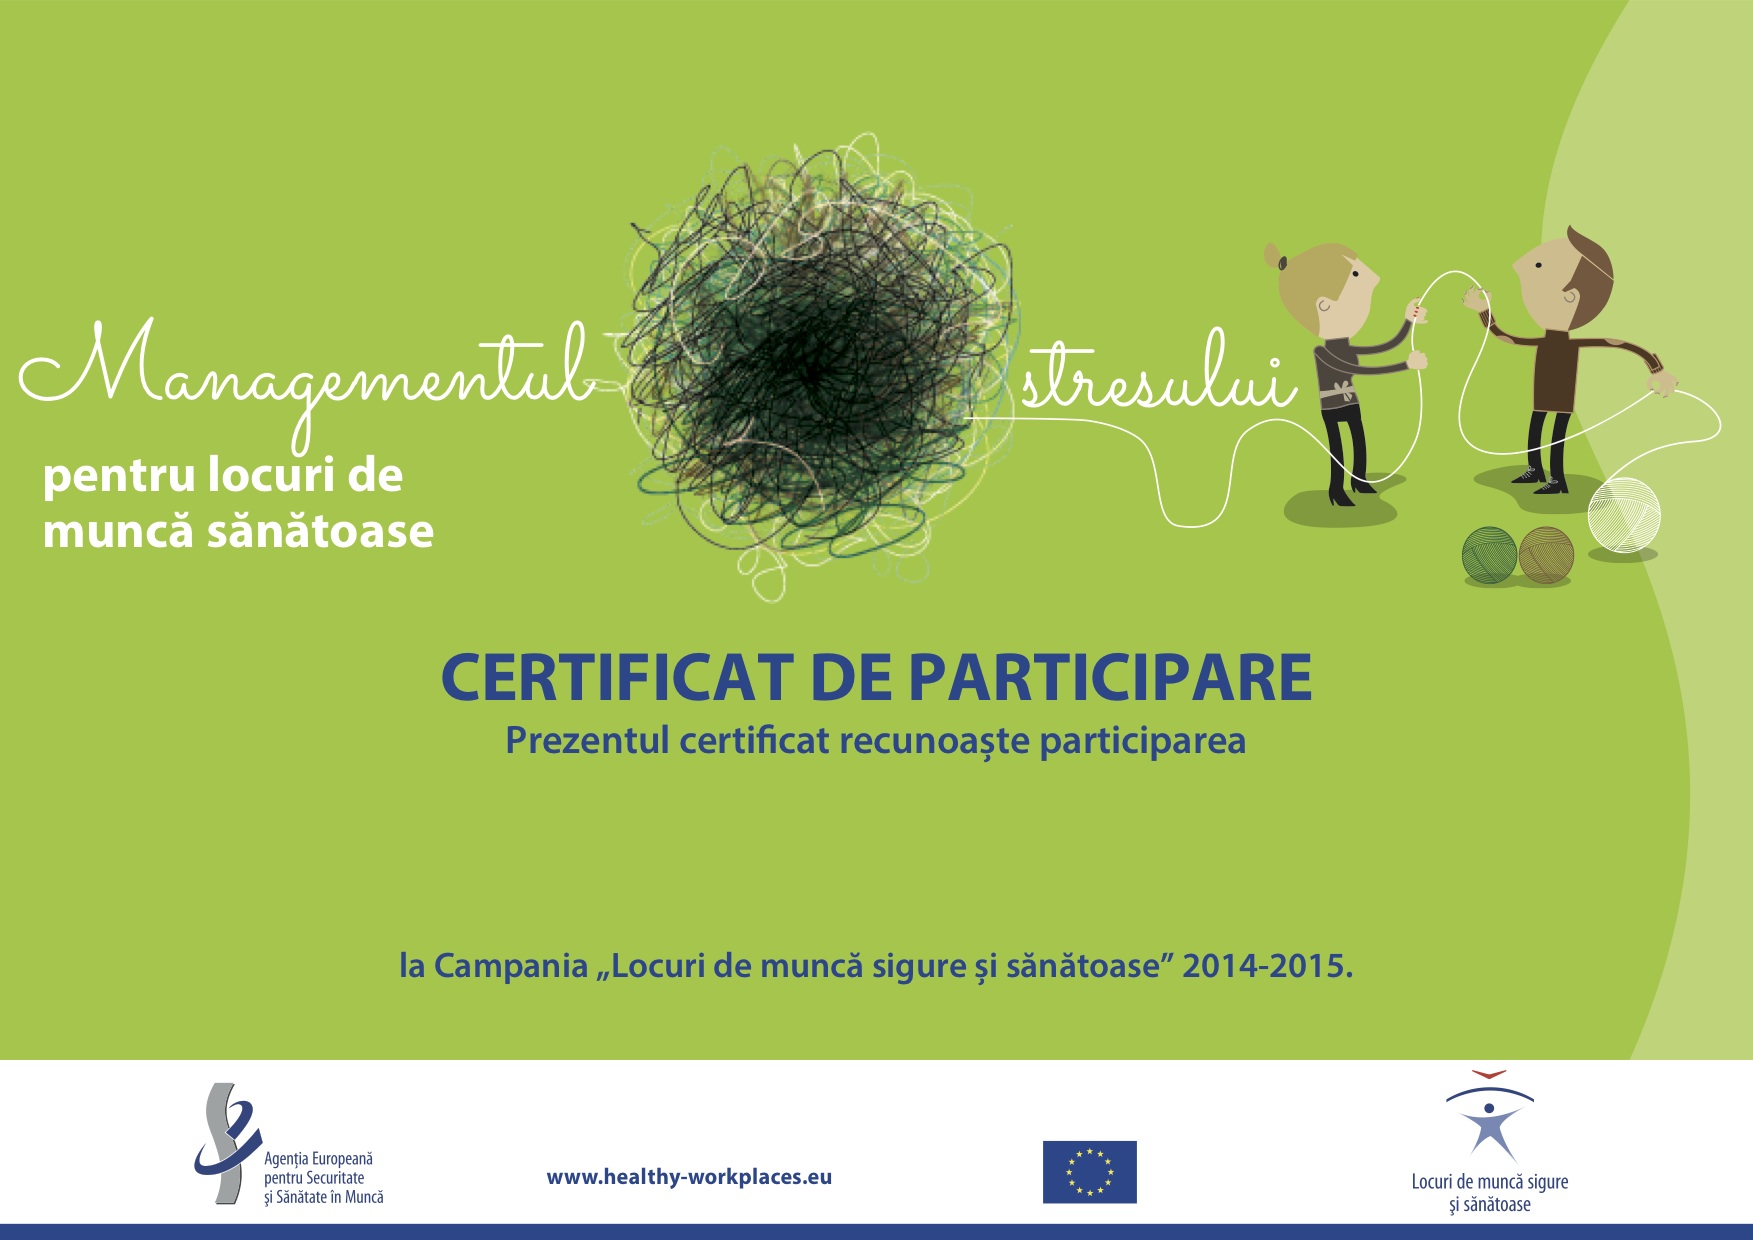 Managementul stresului
pentru locuri de
muncă sănătoase
CERTIFICAT DE PARTICIPARE
Prezentul certificat recunoaște participarea
la Campania „Locuri de muncă sigure și sănătoase” 2014-2015.
Agenţia Europeană
pentru Securitate
şi Sănătate în Muncă
www.healthy-workplaces.eu
Locuri de muncă sigure
şi sănătoase